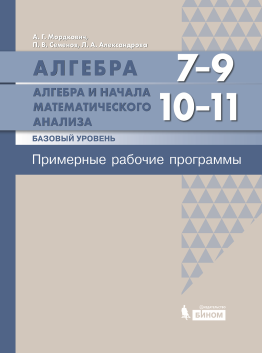 А. Г. Мордкович,
П. В. Семенов, Л. А. Александрова
АЛГЕБРА 7–9
АЛГЕБРА И НАЧАЛА
МАТЕМАТИЧЕСКОГО
АНАЛИЗА
10–11
БАЗОВЫЙ УРОВЕНЬ
Примерные рабочие программы
БИНОМ